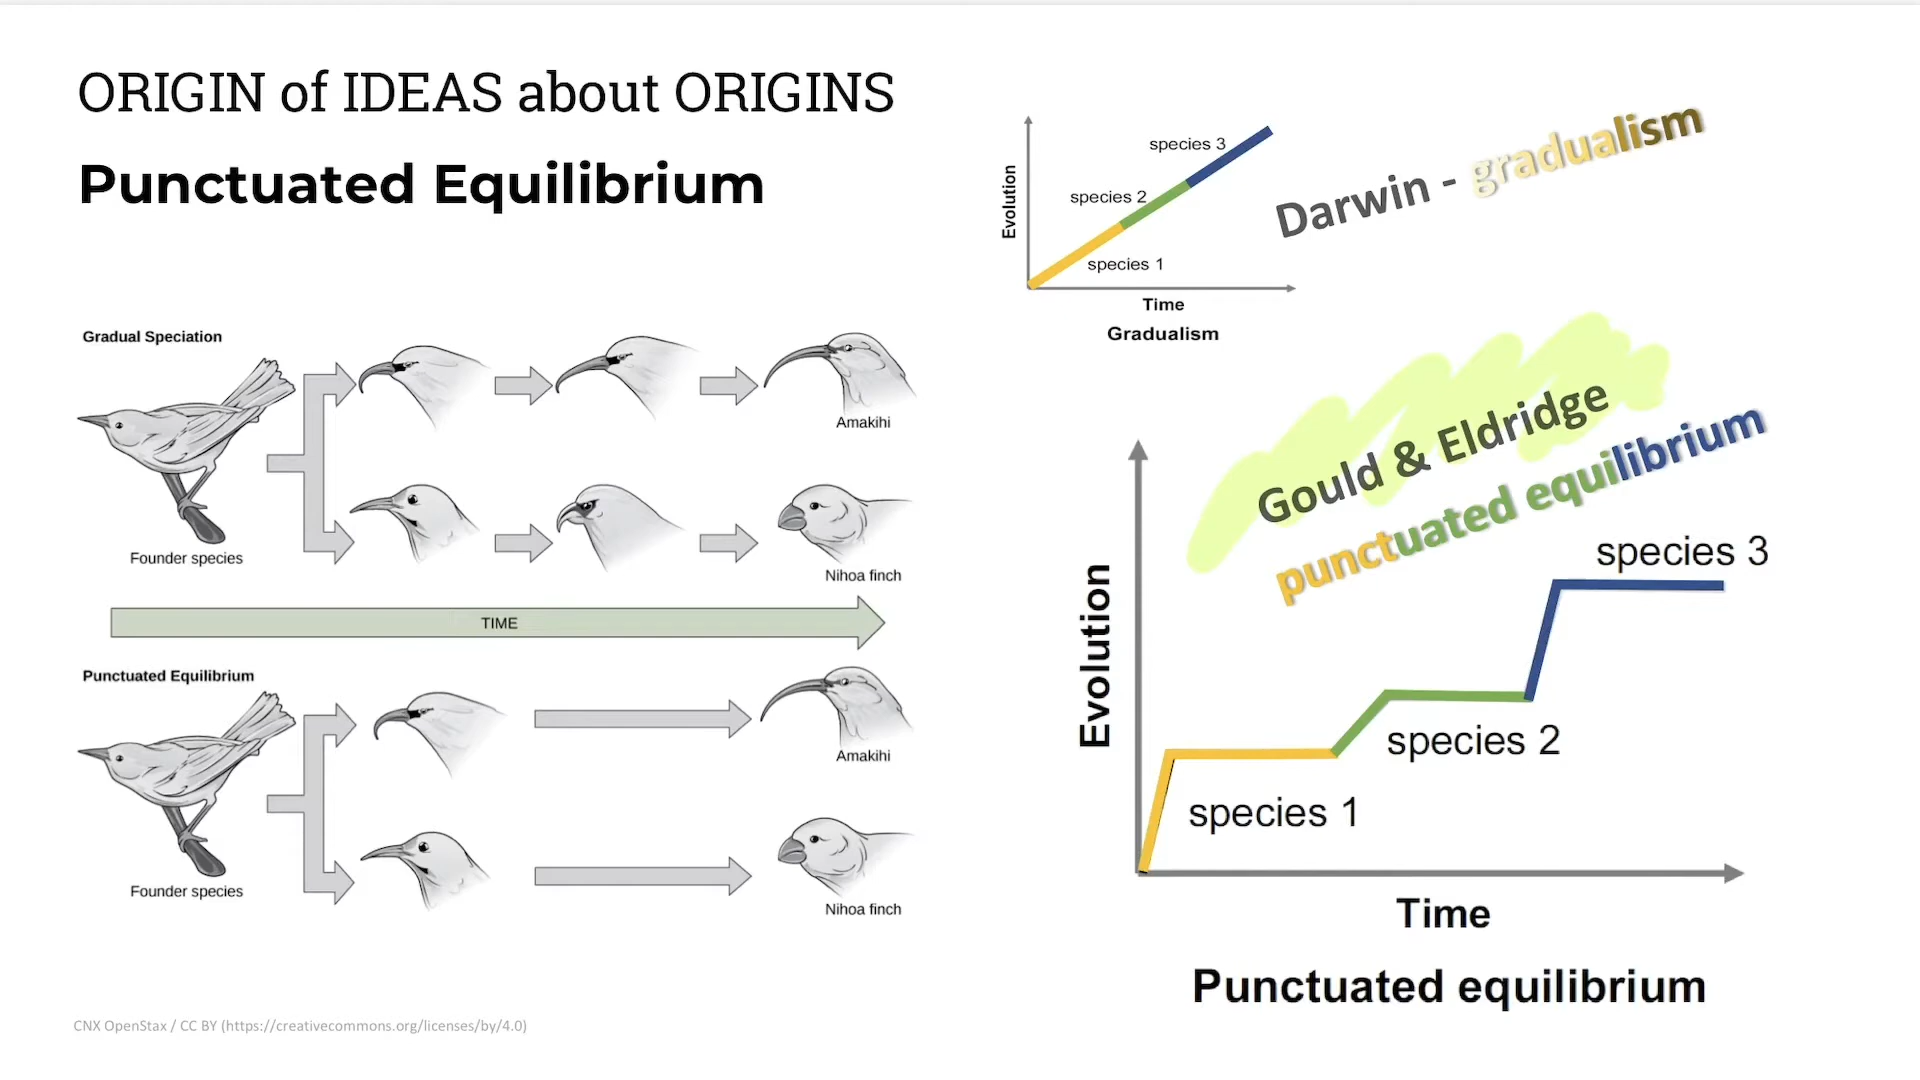 ORIGIN of IDEAS about ORIGINS
Punctuated Equilibrium
Gradual Speciation
Amakihi
Founder species
Nihoa finch
TIME
Punctuated Equilibrium
Amakihi
Founder species
Nihoa finch
CNX OpenStax / CC BY (https://creativecommons.org/licenses/by/4.0)
Evolution
species 3
species 2
species 1
Time
Gradualism
Darwin - gradualism
Gould & Eldridge
punctuated equilibrium
Evolution
species 3
species 2
species 1
Time
Punctuated equilibrium